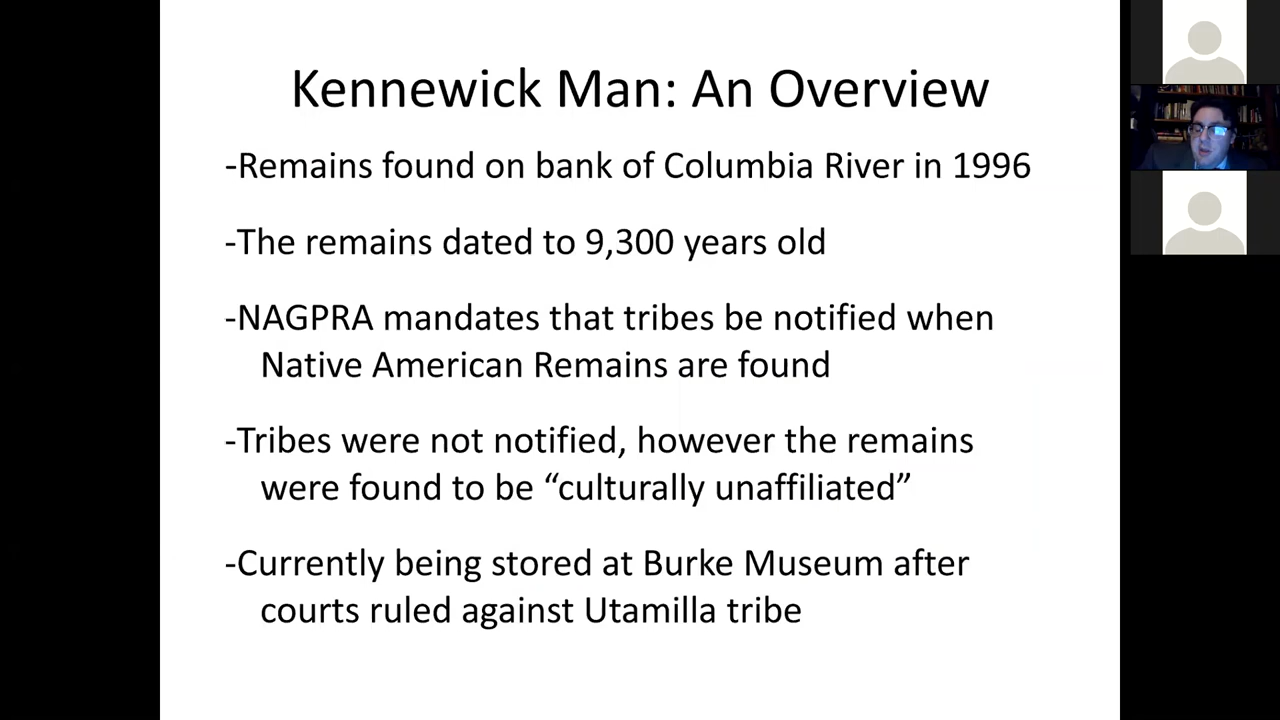 Kennewick Man: An Overview
-Remains found on bank of Columbia River in 1996
-The remains dated to 9,300 years old
-NAGPRA mandates that tribes be notified when
Native American Remains are found
-Tribes were not notified, however the remains
were found to be “culturally unaffiliated”
-Currently being stored at Burke Museum after
courts ruled against Utamilla tribe